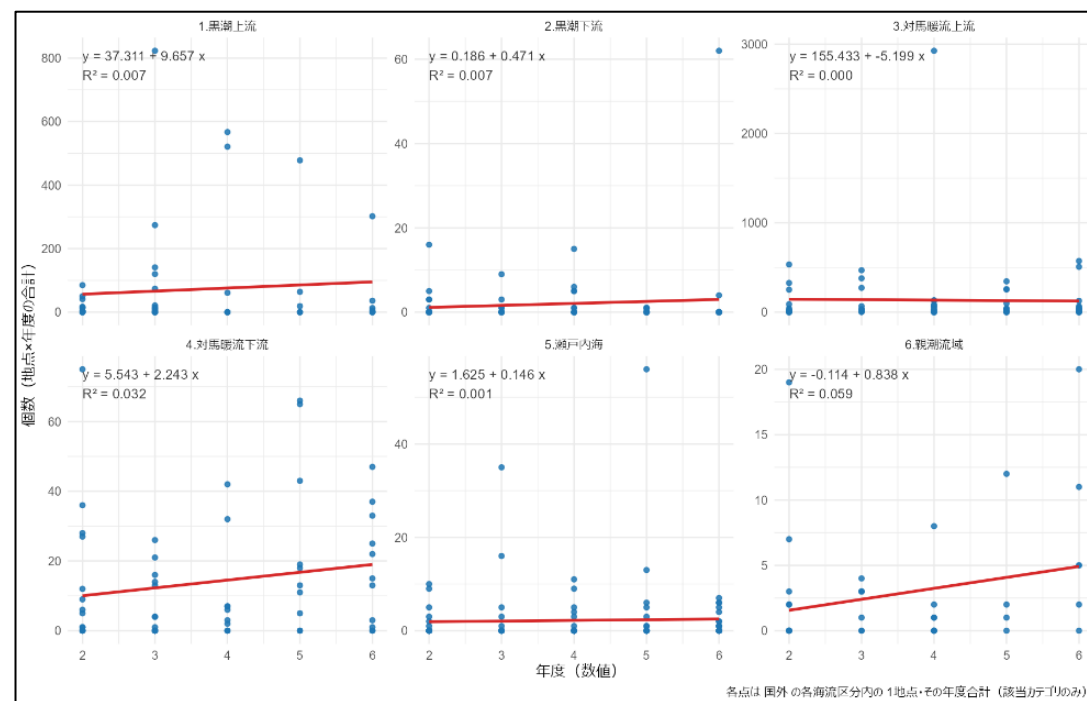 1.黒潮上流
y = 37.311 + 9.657 x
R² = 0.007
800
600
400
200
0
2.黒潮下流
y = 0.186 + 0.471 x
R² = 0.007
60
40
20
0
3.対馬暖流上流
y = 155.433 + -5.199 x
R² = 0.000
3000
2500
2000
1500
1000
500
0
4.対馬暖流下流
y = 5.543 + 2.243 x
R² = 0.032
60
40
20
0
2 3 4 5 6
5.瀬戸内海
y = 1.625 + 0.146 x
R² = 0.001
40
20
0
2 3 4 5 6
6.親潮流域
y = -0.114 + 0.838 x
R² = 0.059
20
15
10
5
0
2 3 4 5 6
個数（地点×年度の合計）
年度（数値）
各点は 国外 の各海流区分内の 1地点・その年度合計（該当カテゴリのみ）